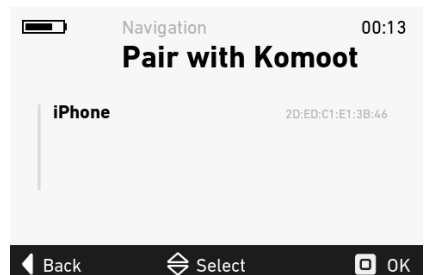 Navigation 00:13
Pair with Komoot
iPhone 2D:ED:C1:E1:3B:46
Back Select OK